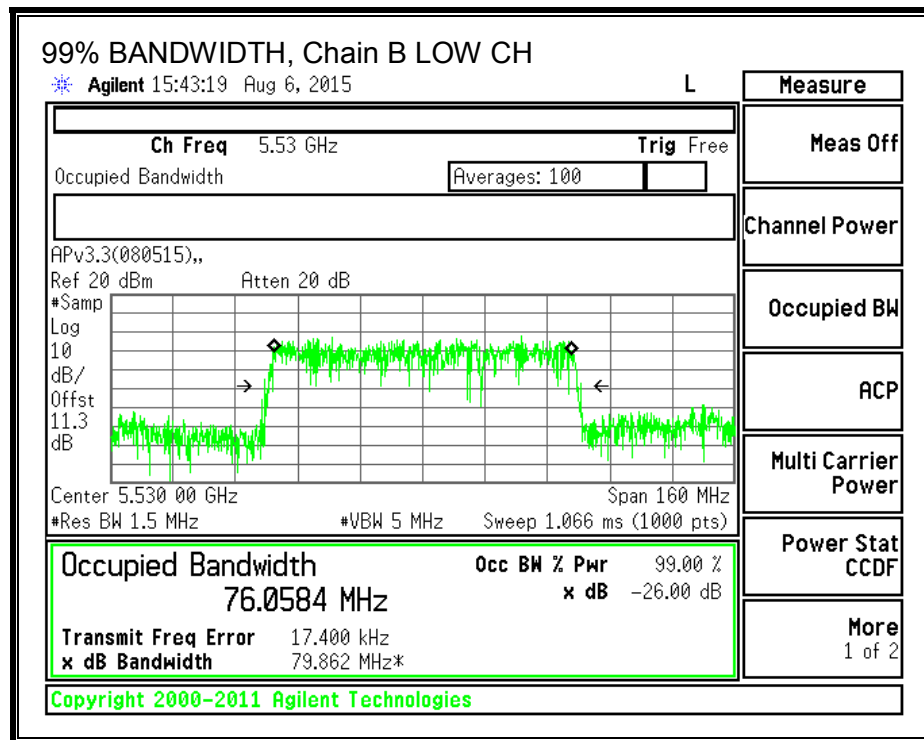 99% BANDWIDTH, Chain B LOW CH
Agilent 15:43:19 Aug 6, 2015 L
Measure
Ch Freq 5.53 GHz Trig Free
Occupied Bandwidth Averages: 100
APv3.3(080515),,
Ref 20 dBm Atten 20 dB
#Samp
Log
10
dB/
Offst
11.3
dB
Center 5.530 00 GHz Span 160 MHz
#Res BW 1.5 MHz #VBW 5 MHz Sweep 1.066 ms (1000 pts)
Occupied Bandwidth Occ BW % Pwr 99.00 %
76.0584 MHz x dB -26.00 dB
Transmit Freq Error 17.400 kHz
x dB Bandwidth 79.862 MHz*
Copyright 2000-2011 Agilent Technologies
Meas Off
Channel Power
Occupied BW
ACP
Multi Carrier
Power
Power Stat
CCDF
More
1 of 2